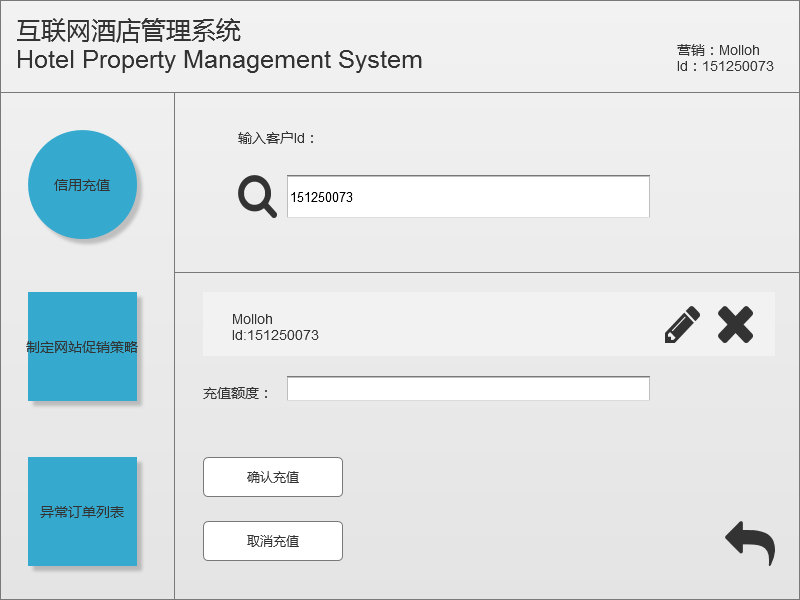 互联网酒店管理系统
Hotel Property Management System
营销：Molloh
Id：151250073
信用充值
制定网站促销策略
异常订单列表
输入客户Id：
151250073
Molloh
Id:151250073
充值额度：
确认充值
取消充值